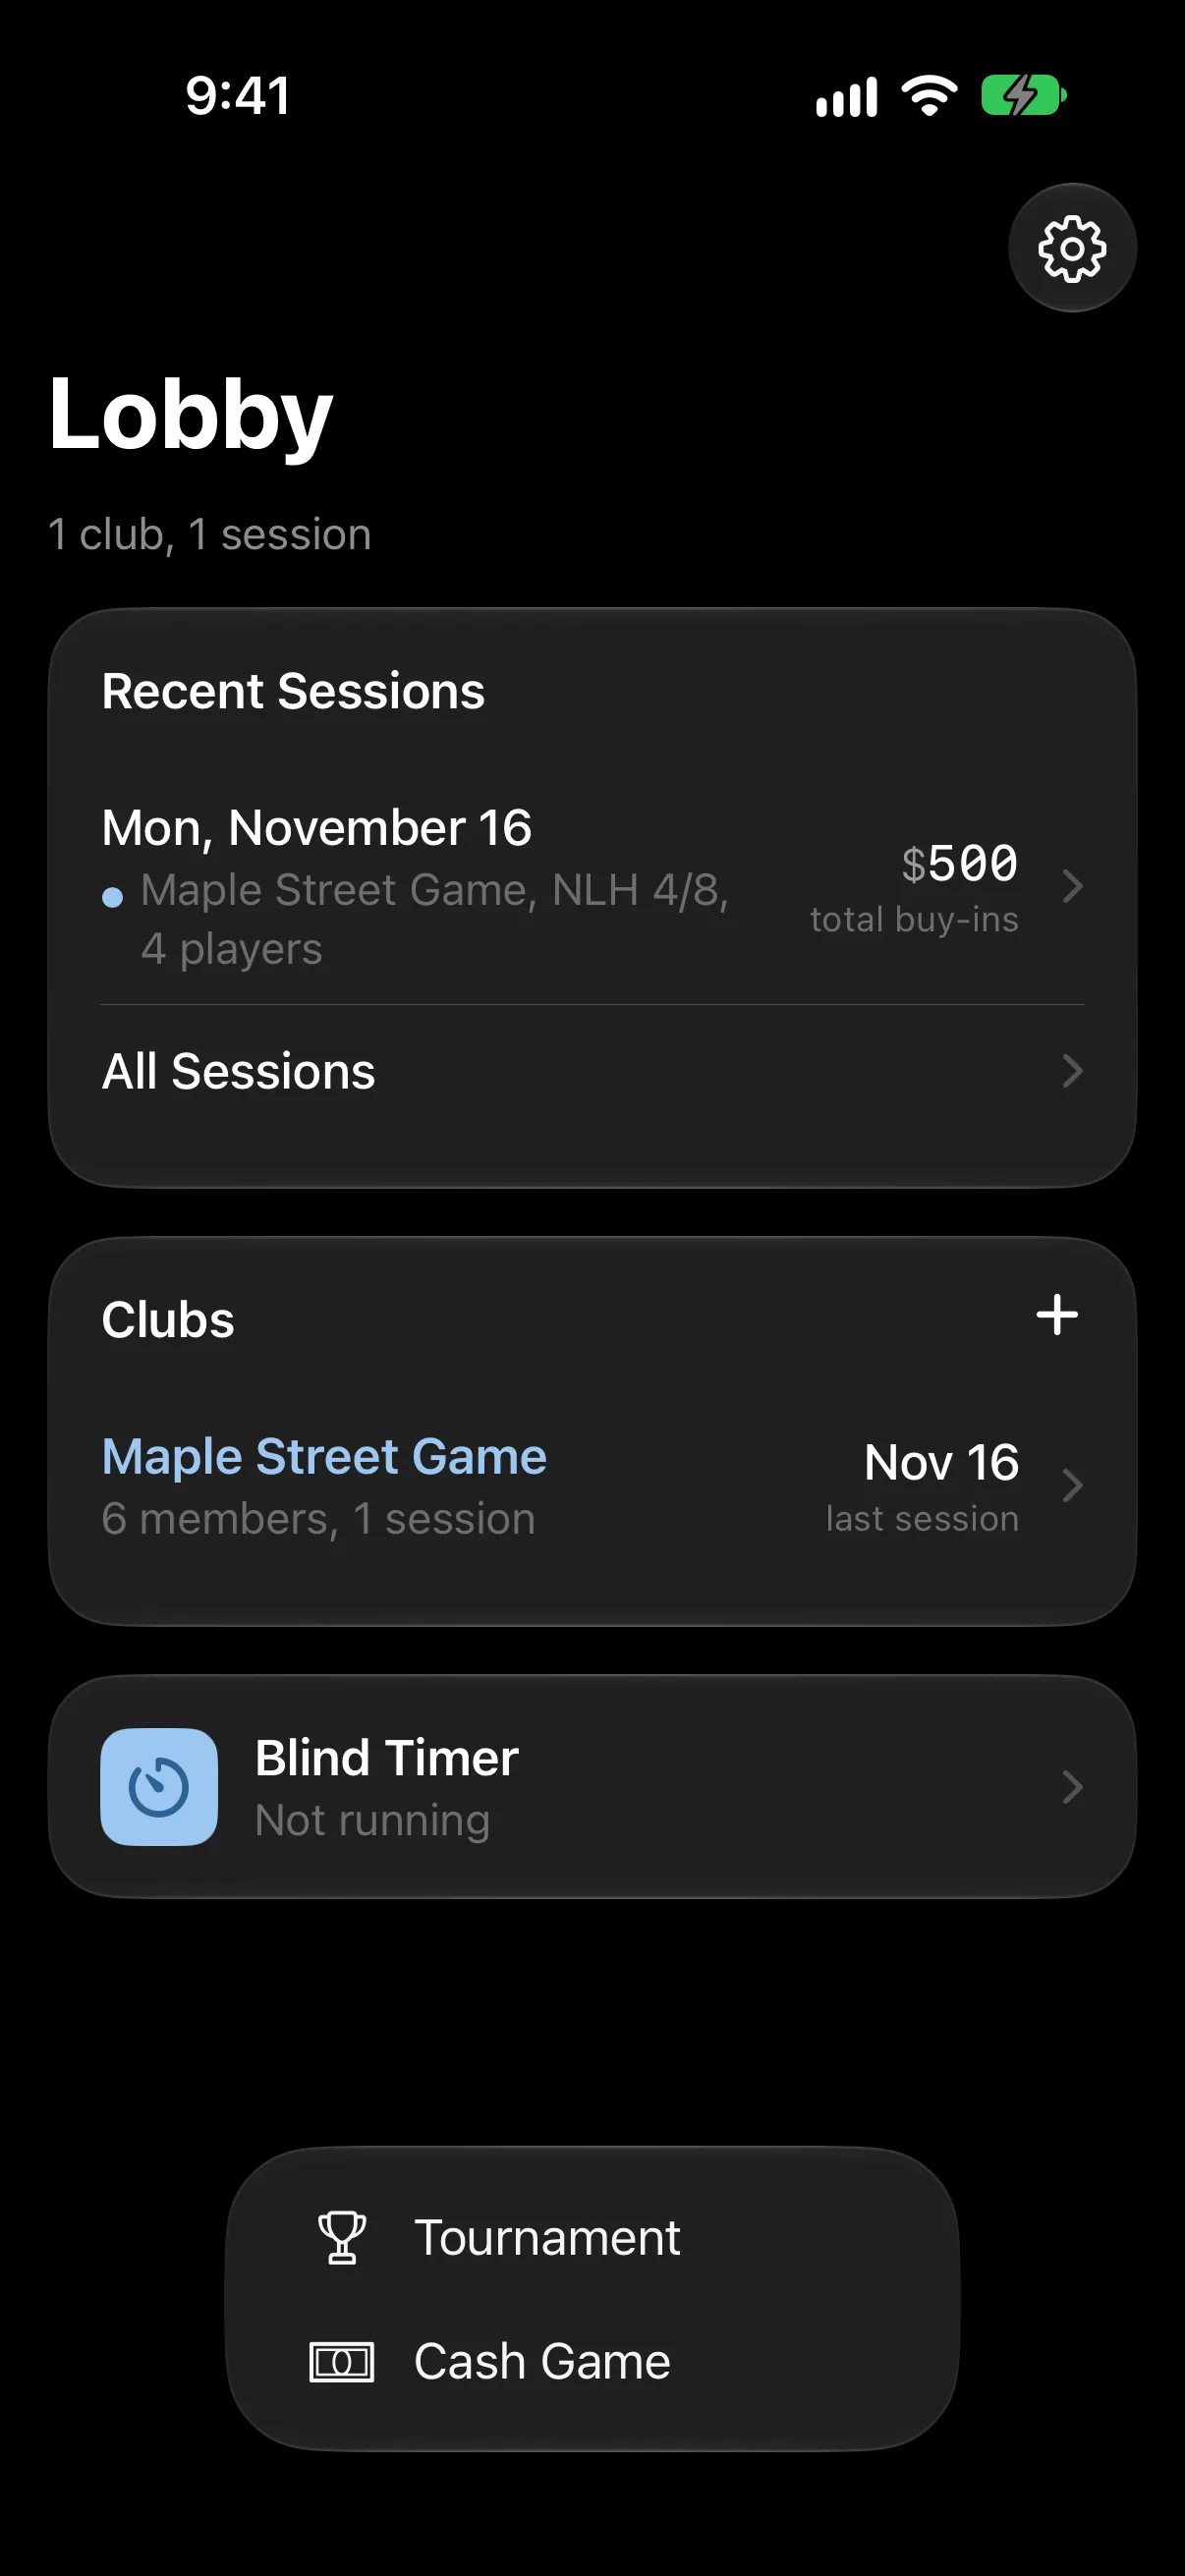 9:41
Lobby
1 club, 1 session
Recent Sessions
Mon, November 16
Maple Street Game, NLH 4/8,
4 players
$500
total buy-ins
All Sessions
Clubs
Maple Street Game
6 members, 1 session
Nov 16
last session
Blind Timer
Not running
Tournament
Cash Game